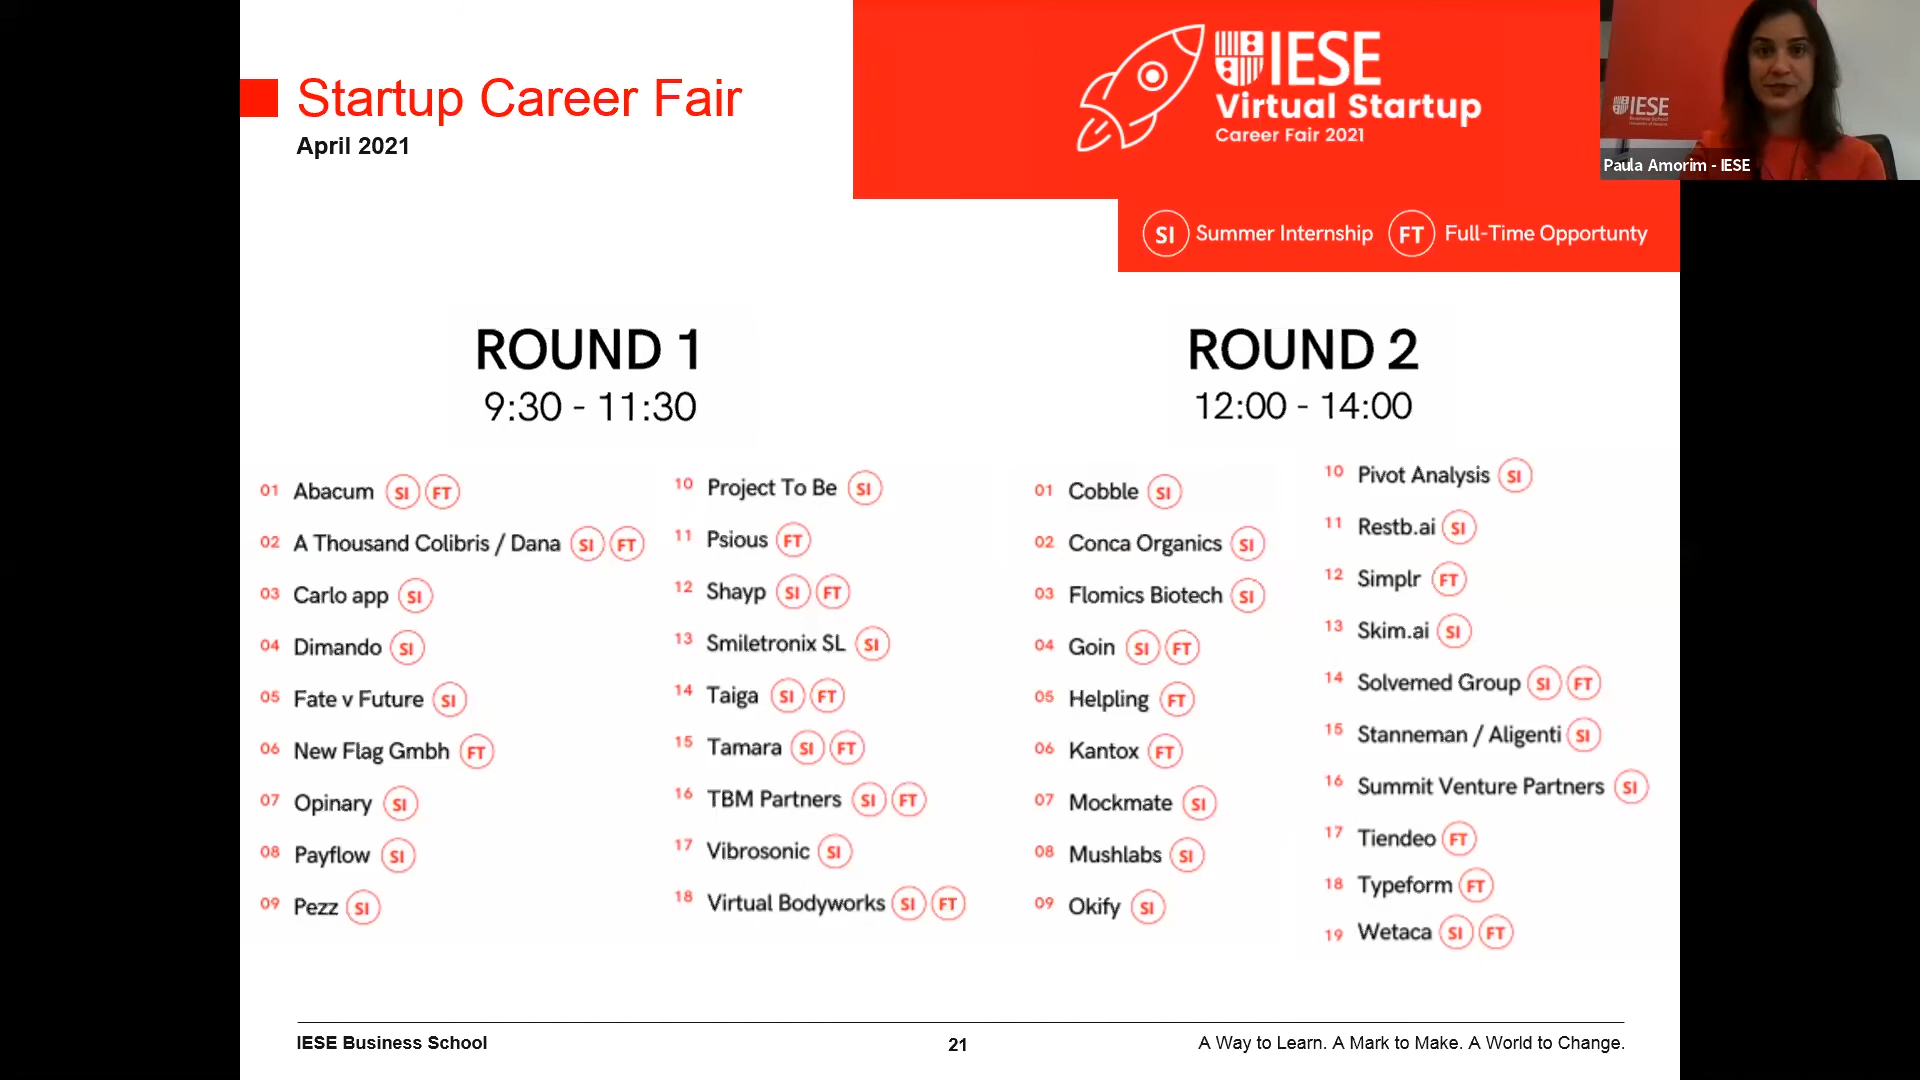 Startup Career Fair
April 2021
IESE
Virtual Startup
Career Fair 2021
IESE
Paula Amorim - IESE
SI Summer Internship FT Full-Time Opportunty
ROUND 1
9:30 - 11:30
01 Abacum SI FT
02 A Thousand Colibris / Dana SI FT
03 Carlo app SI
04 Dimando SI
05 Fate v Future SI
06 New Flag Gmbh FT
07 Opinary SI
08 Payflow SI
09 Pezz SI
10 Project To Be SI
11 Psious FT
12 Shayp SI FT
13 Smiletronix SL SI
14 Taiga SI FT
15 Tamara SI FT
16 TBM Partners SI FT
17 Vibrosonic SI
18 Virtual Bodyworks SI FT
ROUND 2
12:00 - 14:00
01 Cobble SI
02 Conca Organics SI
03 Flomics Biotech SI
04 Goin SI FT
05 Helpling FT
06 Kantox FT
07 Mockmate SI
08 Mushlabs SI
09 Okify SI
10 Pivot Analysis SI
11 Restb.ai SI
12 Simplr FT
13 Skim.ai SI
14 Solvemed Group SI FT
15 Stanneman / Aligenti SI
16 Summit Venture Partners SI
17 Tiendeo FT
18 Typeform FT
19 Wetaca SI FT
IESE Business School
21
A Way to Learn. A Mark to Make. A World to Change.